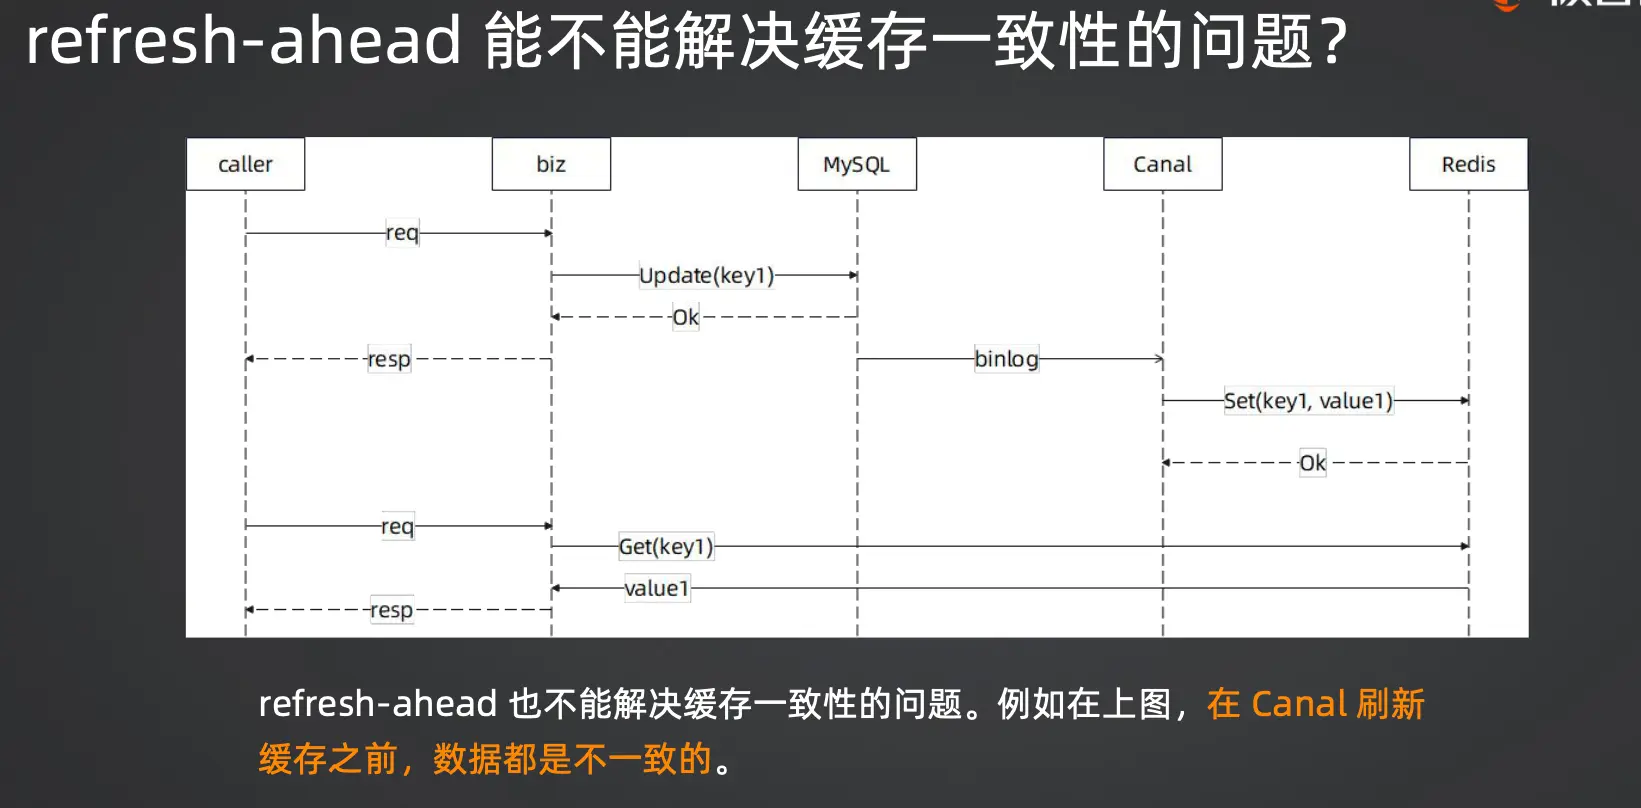 refresh-ahead 能不能解决缓存一致性的问题？
caller
biz
MySQL
Canal
Redis
req
Update(key1)
Ok
resp
binlog
Set(key1, value1)
Ok
req
Get(key1)
value1
resp
refresh-ahead 也不能解决缓存一致性的问题。例如在上图，在 Canal 刷新
缓存之前，数据都是不一致的。